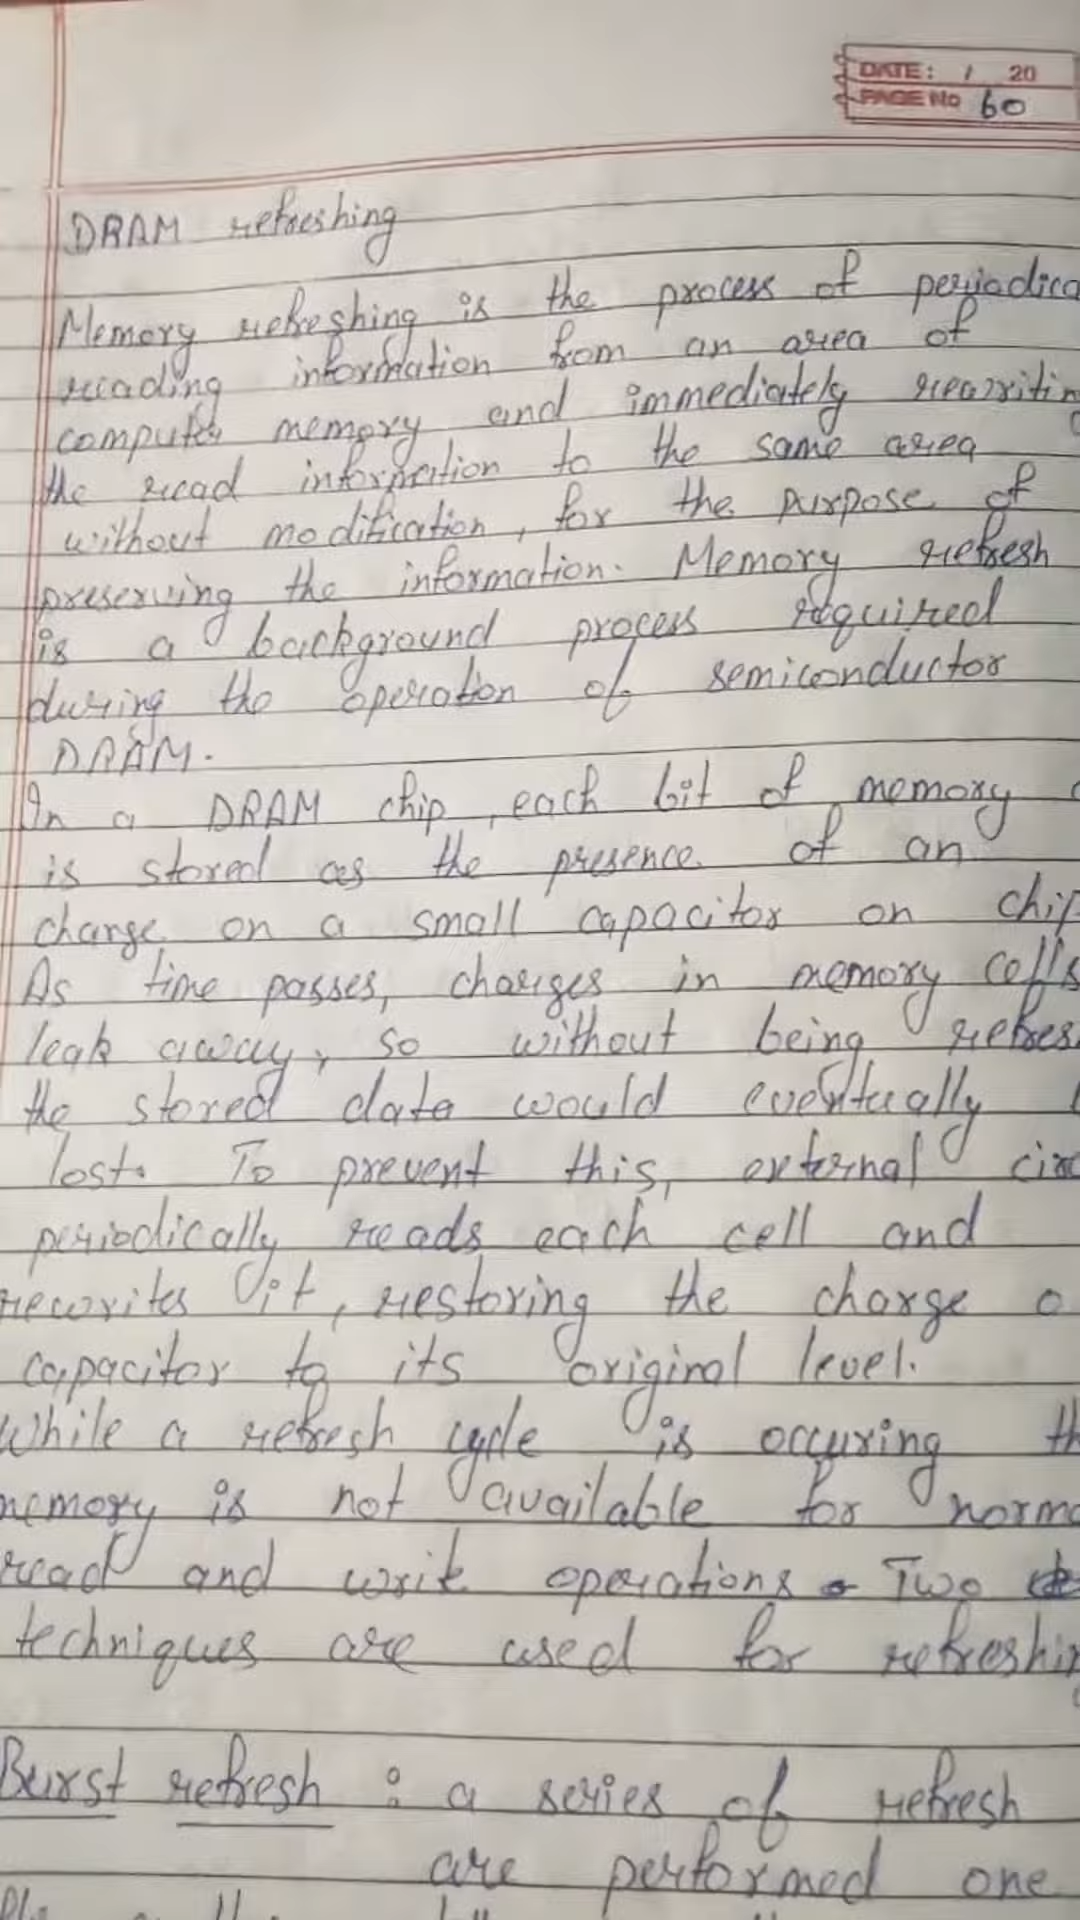 DATE: / 20
PAGE No 60
DRAM refreshing
Memory refreshing is the process of periodica
reading information from an area of
computer memory and immediately rewriting
the read information to the same area
without modification, for the purpose of
preserving the information. Memory refresh
is a background process required
during the operation of semiconductor
DRAM.
In a DRAM chip, each bit of memory
is stored as the presence of an
charge on a small capacitor on chip
As time passes, charges in memory cells
leak away, so without being refres
the stored data would eventually
lost. To prevent this, external circ
periodically reads each cell and
rewrites it, restoring the charge o
capacitor to its original level.
While a refresh cycle is occuring th
memory is not available for norma
read and write operations. Two
techniques are used for refreshin
Burst refresh : a series of refresh
are performed one